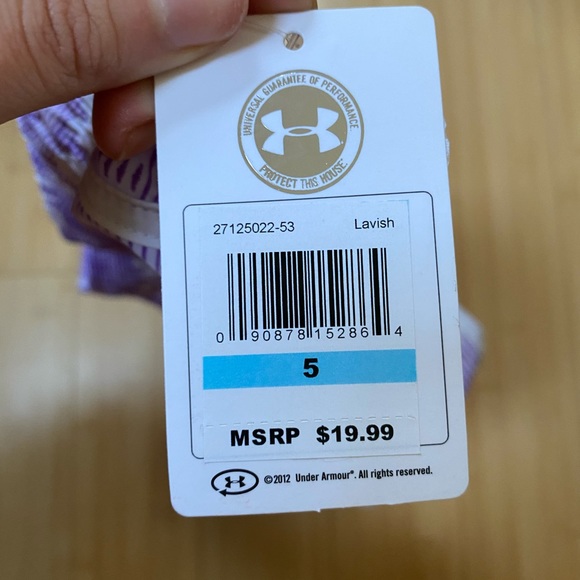 UNIVERSAL GUARANTEE OF PERFORMANCE
PROTECT THIS HOUSE
27125022-53 Lavish
0 90878 15286 4
5
MSRP $19.99
©2012 Under Armour®. All rights reserved.